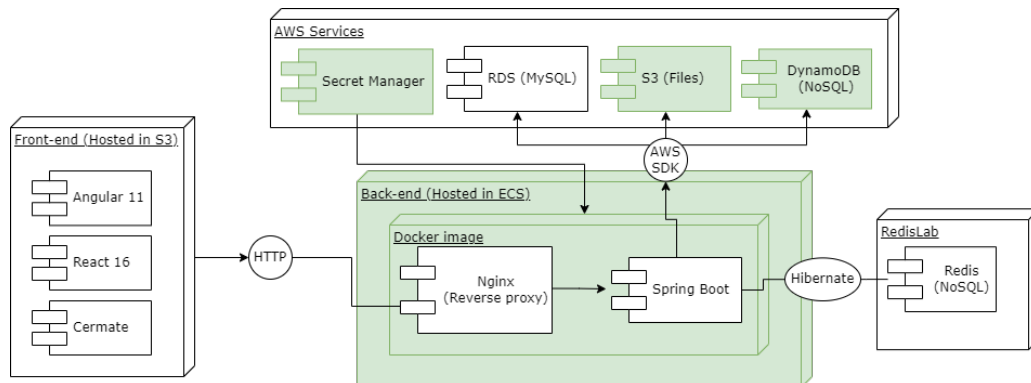 AWS Services
Secret Manager
RDS (MySQL)
S3 (Files)
DynamoDB
(NoSQL)
Front-end (Hosted in S3)
Angular 11
React 16
Cermate
HTTP
AWS
SDK
Back-end (Hosted in ECS)
Docker image
Nginx
(Reverse proxy)
Spring Boot
Hibernate
RedisLab
Redis
(NoSQL)